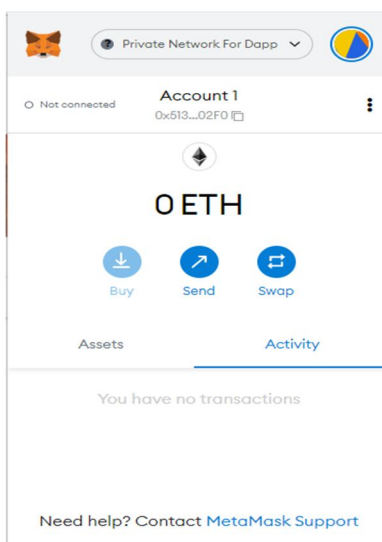 Private Network For Dapp
Not connected
Account 1
0x513...02F0
0 ETH
Buy
Send
Swap
Assets
Activity
You have no transactions
Need help? Contact MetaMask Support